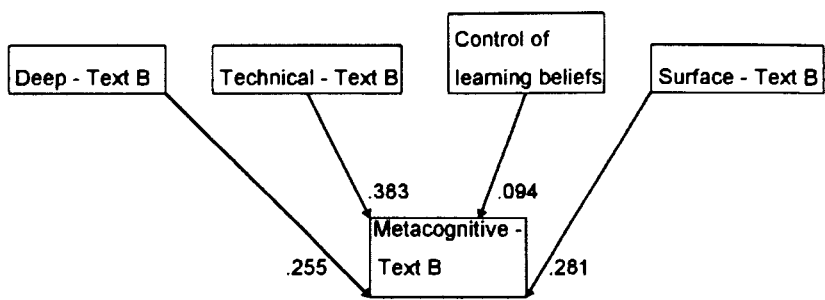 Deep - Text B
Technical - Text B
Control of
learning beliefs
Surface - Text B
.383
.094
Metacognitive -
Text B
.255
.281